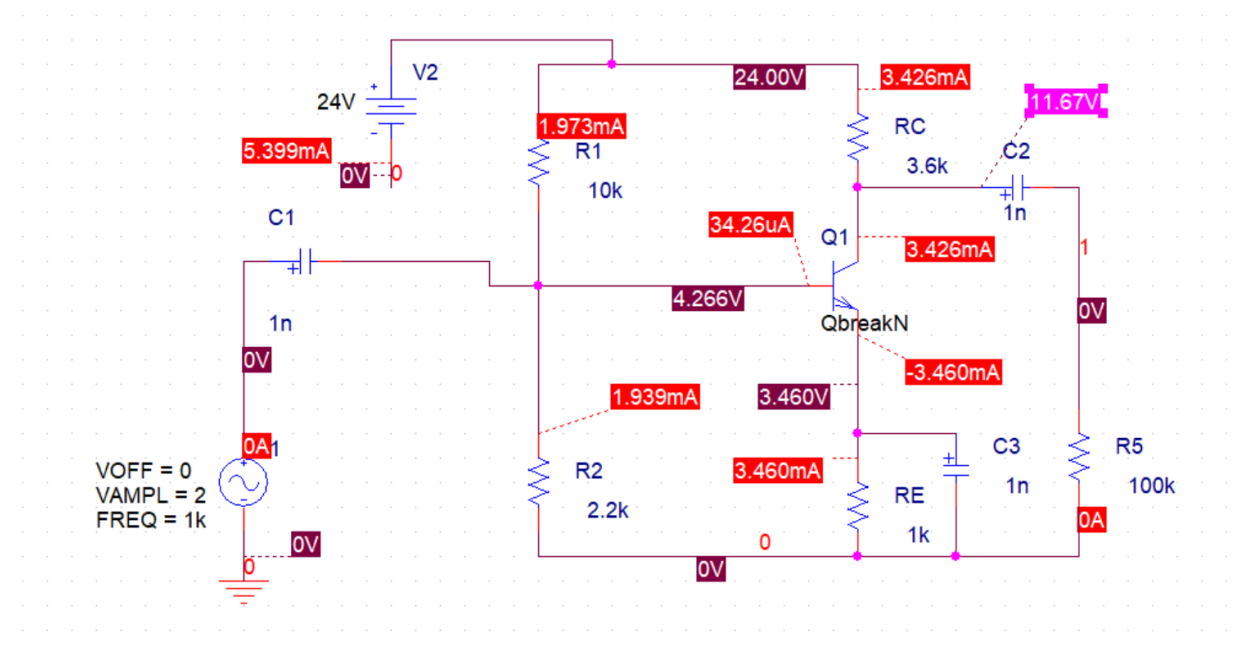 V2
24V
+
-
5.399mA
0V
0
24.00V
3.426mA
RC
3.6k
11.67V
C2
+
1n
1.973mA
R1
10k
C1
+
1n
34.26uA
Q1
3.426mA
1
4.266V
QbreakN
0V
0V
-3.460mA
1.939mA
3.460V
0A
1
VOFF = 0
VAMPL = 2
FREQ = 1k
+
-
R2
2.2k
3.460mA
RE
1k
C3
+
1n
R5
100k
0A
0V
0
0
0V